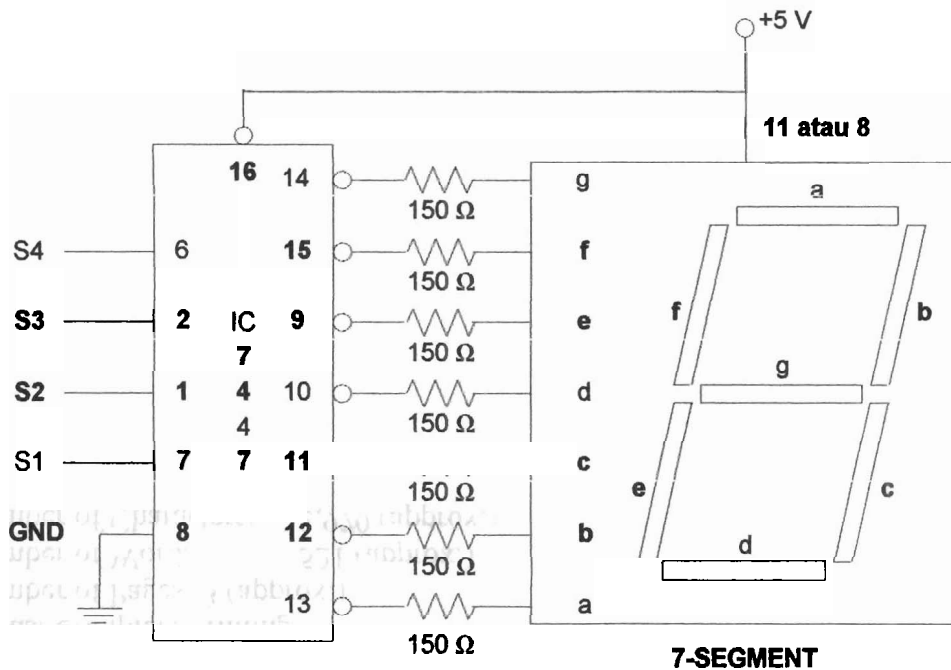 +5 V
11 atau 8
16 14 150 Ω g a
S4 6 15 150 Ω f
S3 2 IC 9 150 Ω e f b
7
S2 1 4 10 150 Ω d g
4
S1 7 7 11 150 Ω c e c
GND 8 12 150 Ω b d
13 150 Ω a
7-SEGMENT